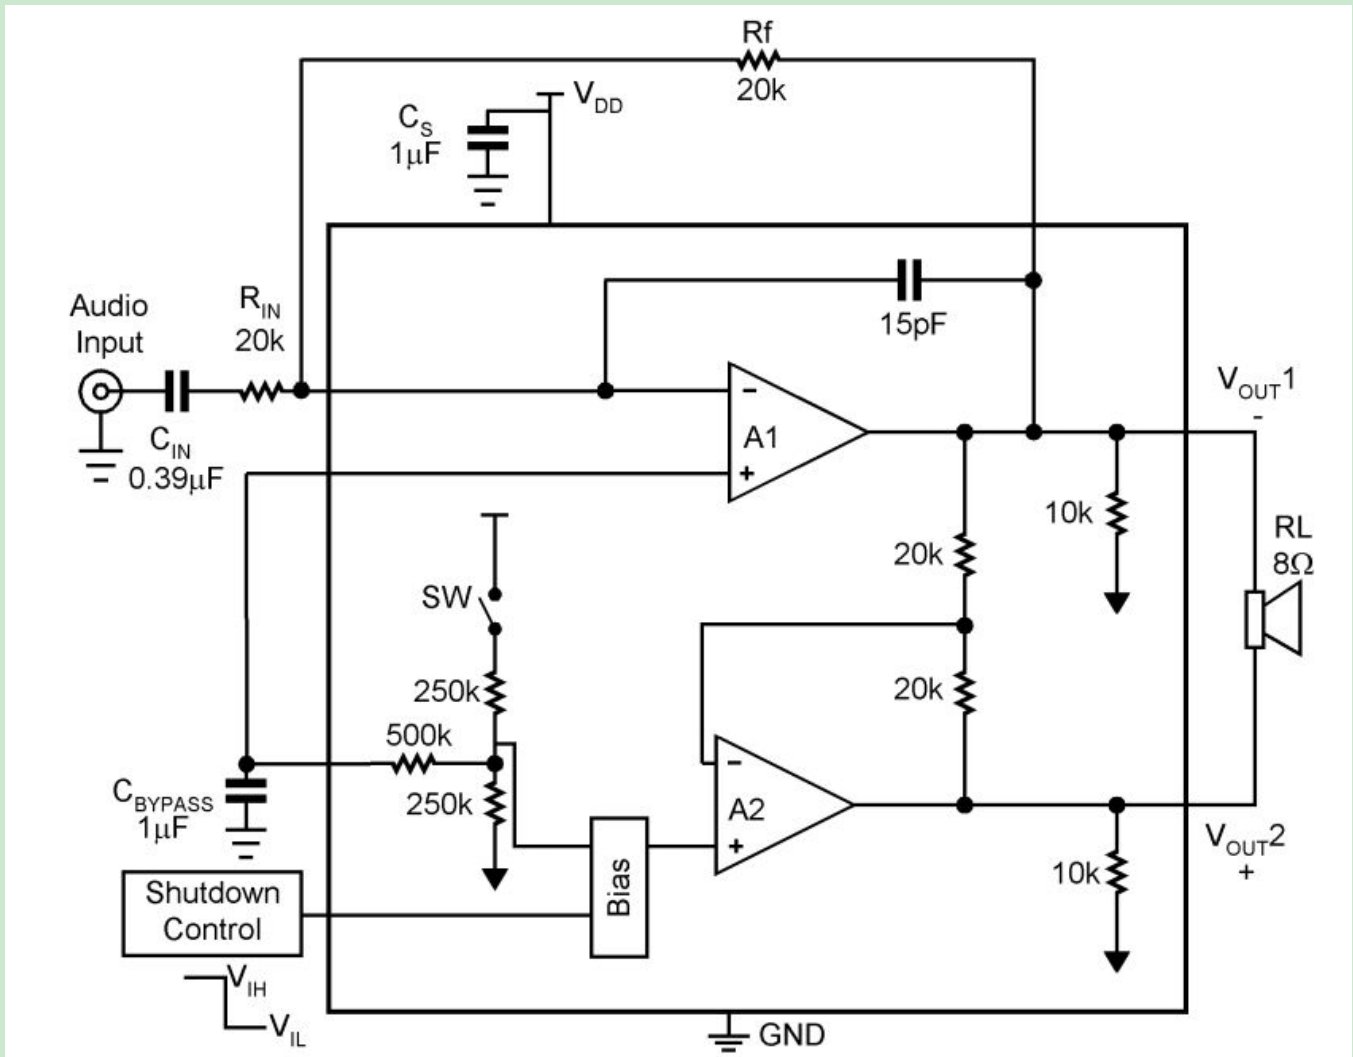 Rf
20k
VDD
CS
1μF
15pF
Audio
Input
RIN
20k
CIN
0.39μF
-
A1
+
VOUT1
-
10k
20k
RL
8Ω
SW
250k
20k
500k
250k
CBYPASS
1μF
-
A2
+
VOUT2
+
10k
Bias
Shutdown
Control
VIH
VIL
GND